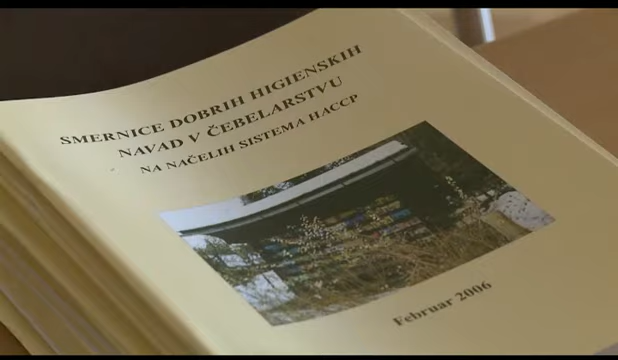 SMERNICE DOBRIH HIGIENSKIH
NAVAD V ČEBELARSTVU
NA NAČELIH SISTEMA HACCP
Februar 2006